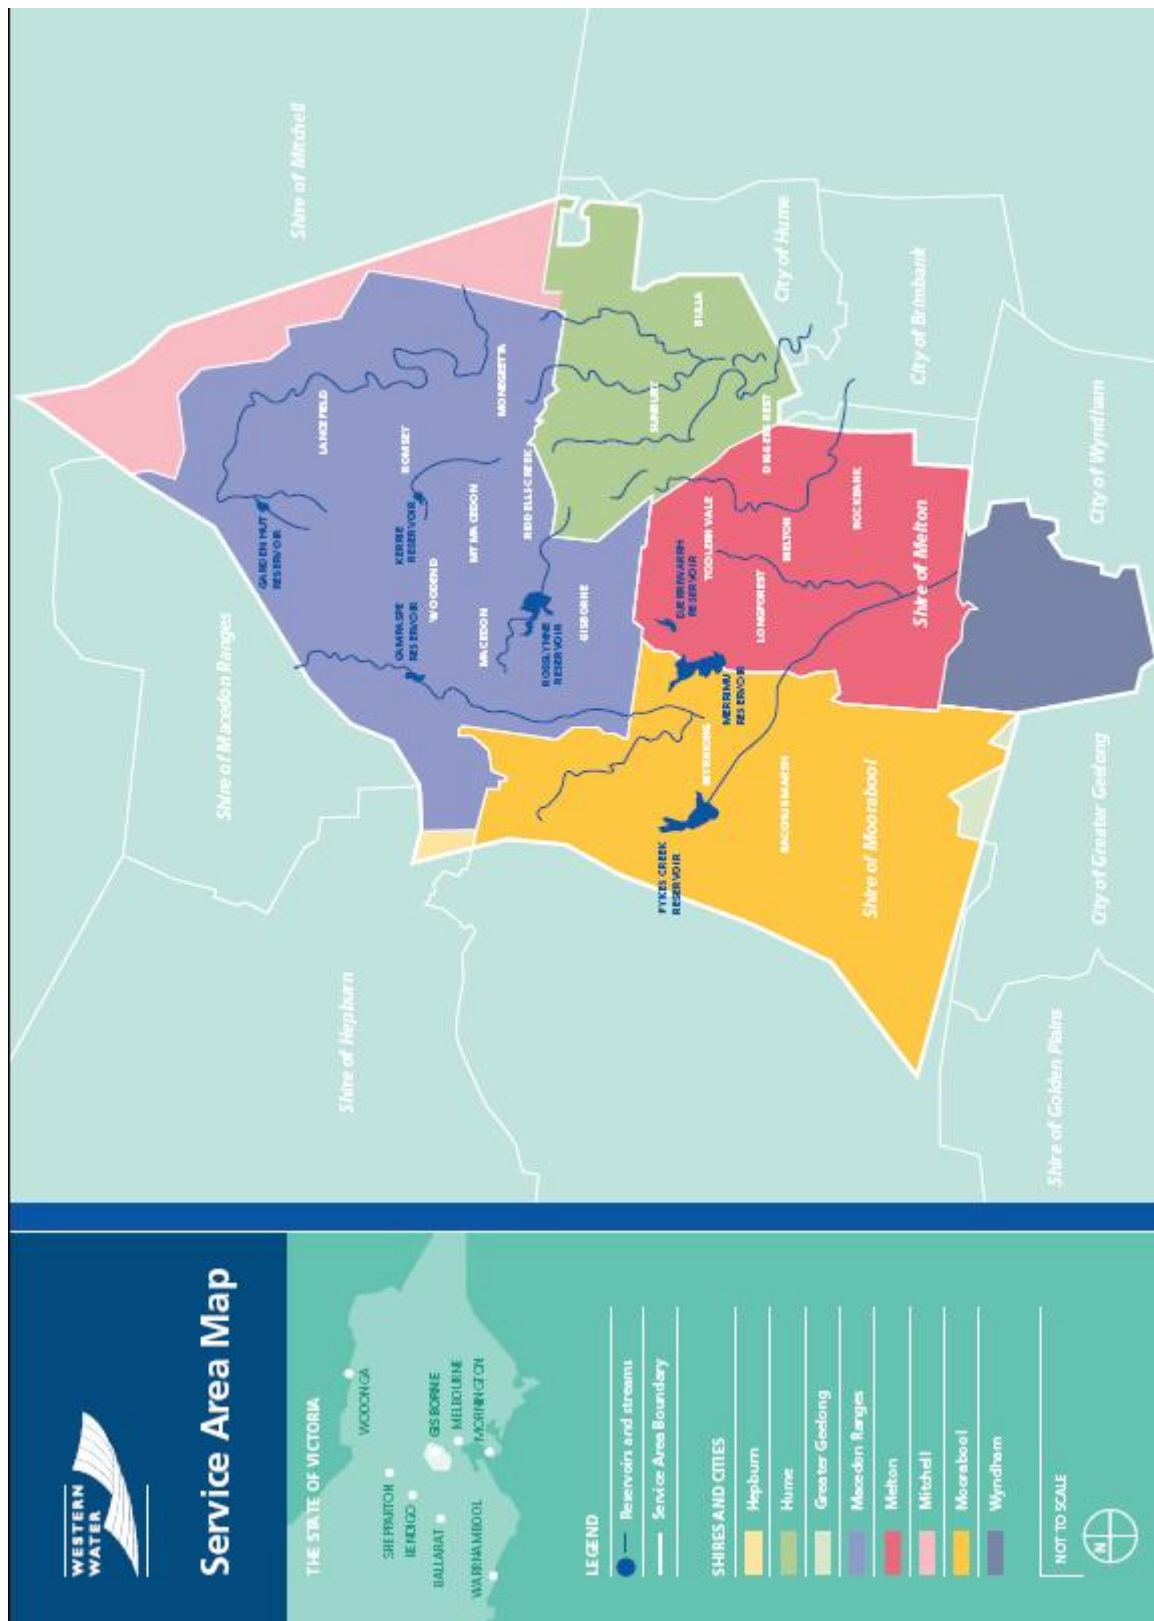 WESTERN
WATER
Service Area Map
THE STATE OF VICTORIA
WODONGA
SHEPPARTON
BENDIGO
GISBORNE
BALLARAT
MELBOURNE
MORNINGTON
WARRNAMBOOL
LEGEND
Reservoirs and streams
Service Area Boundary
SHIRES AND CITIES
Hepburn
Hume
Greater Geelong
Macedon Ranges
Melton
Mitchell
Moorabool
Wyndham
NOT TO SCALE
N
Shire of Mitchell
Shire of Macedon Ranges
Shire of Hepburn
GARDEN HUT
RESERVOIR
LANCEFIELD
KERRIE
RESERVOIR
ROMSEY
CAMPASPE
RESERVOIR
WOODEND
MT MACEDON
MACEDON
MONEGEETTA
RIDDELLS CREEK
ROSSLYNNE
RESERVOIR
GISBORNE
SUNBURY
BULLA
PYKES CREEK
RESERVOIR
DJERRIWARRH
RESERVOIR
TOOLERN VALE
MERRIMU
RESERVOIR
MYRNIONG
LONGFOREST
DIGGERS REST
MELTON
BACCHUS MARSH
ROCKBANK
City of Hume
City of Brimbank
Shire of Melton
Shire of Moorabool
City of Wyndham
City of Greater Geelong
Shire of Golden Plains